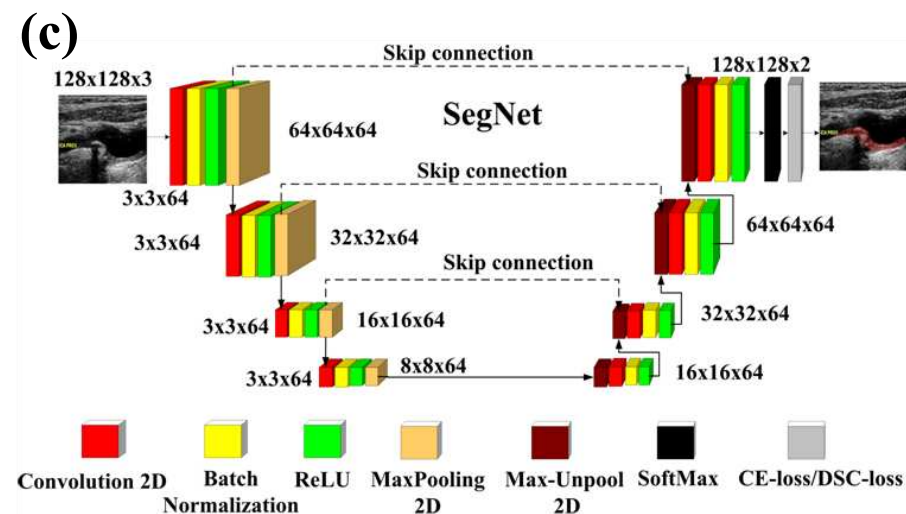 (c)
Skip connection
128x128x3
128x128x2
SegNet
64x64x64
3x3x64
Skip connection
3x3x64
32x32x64
64x64x64
Skip connection
3x3x64
16x16x64
32x32x64
3x3x64
8x8x64
16x16x64
Convolution 2D
Batch
Normalization
ReLU
MaxPooling
2D
Max-Unpool
2D
SoftMax
CE-loss/DSC-loss